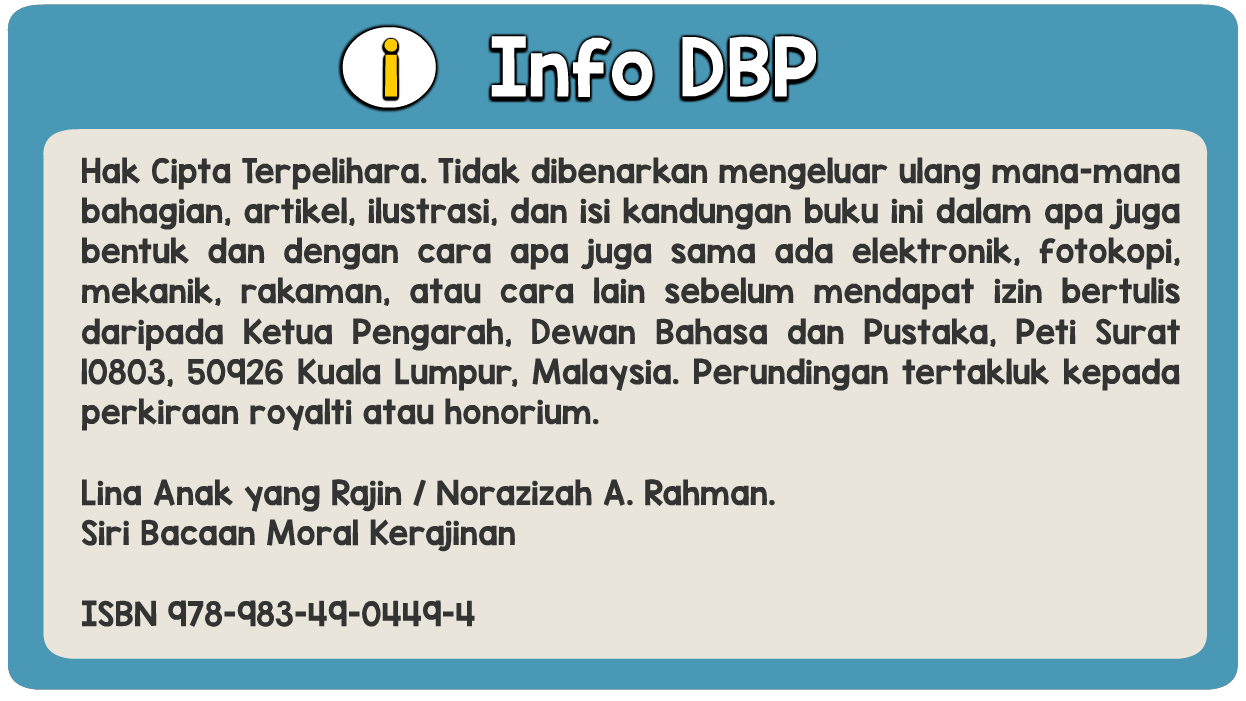 i Info DBP
Hak Cipta Terpelihara. Tidak dibenarkan mengeluar ulang mana-mana
bahagian, artikel, ilustrasi, dan isi kandungan buku ini dalam apa juga
bentuk dan dengan cara apa juga sama ada elektronik, fotokopi,
mekanik, rakaman, atau cara lain sebelum mendapat izin bertulis
daripada Ketua Pengarah, Dewan Bahasa dan Pustaka, Peti Surat
10803, 50926 Kuala Lumpur, Malaysia. Perundingan tertakluk kepada
perkiraan royalti atau honorium.
Lina Anak yang Rajin / Norazizah A. Rahman.
Siri Bacaan Moral Kerajinan
ISBN 978-983-49-0449-4